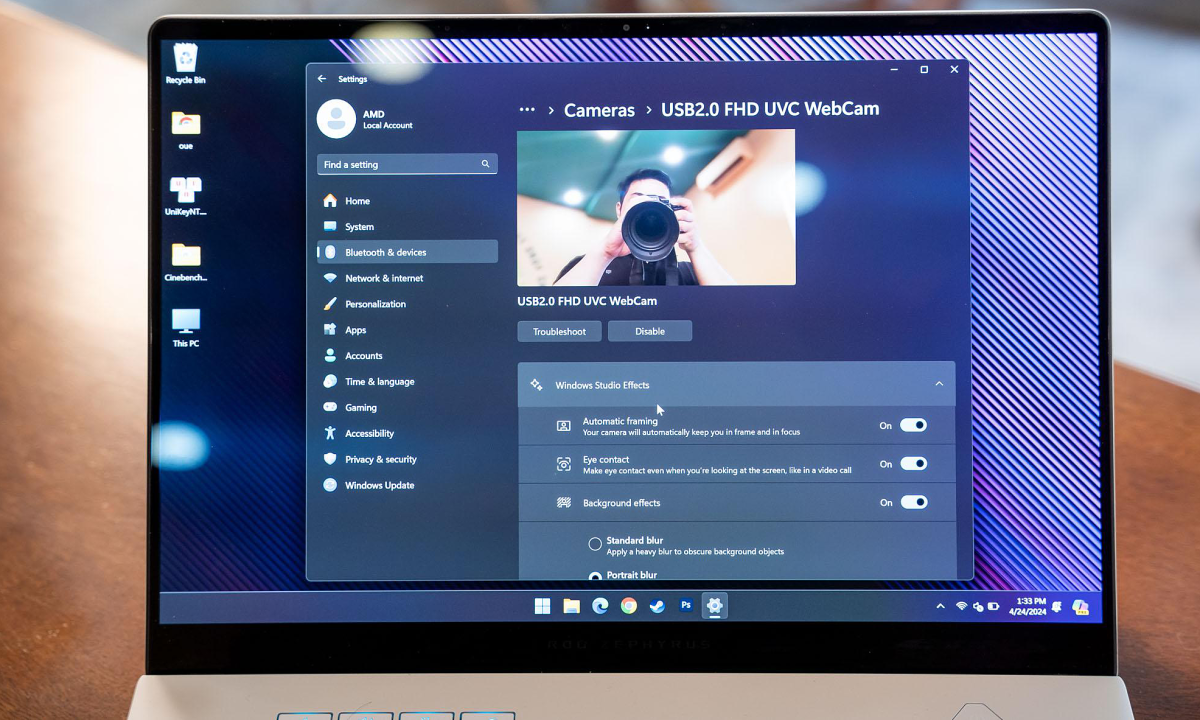 Recycle Bin
oue
UniKeyNT...
Cinebench...
This PC
Settings
AMD
Local Account
Find a setting
Home
System
Bluetooth & devices
Network & internet
Personalization
Apps
Accounts
Time & language
Gaming
Accessibility
Privacy & security
Windows Update
... > Cameras > USB2.0 FHD UVC WebCam
USB2.0 FHD UVC WebCam
Troubleshoot Disable
Windows Studio Effects
Automatic framing
Your camera will automatically keep you in frame and in focus
On
Eye contact
Make eye contact even when you're looking at the screen, like in a video call
On
Background effects
On
Standard blur
Apply a heavy blur to obscure background objects
Portrait blur
Ps
1:33 PM
4/24/2024
ROG ZEPHYRUS